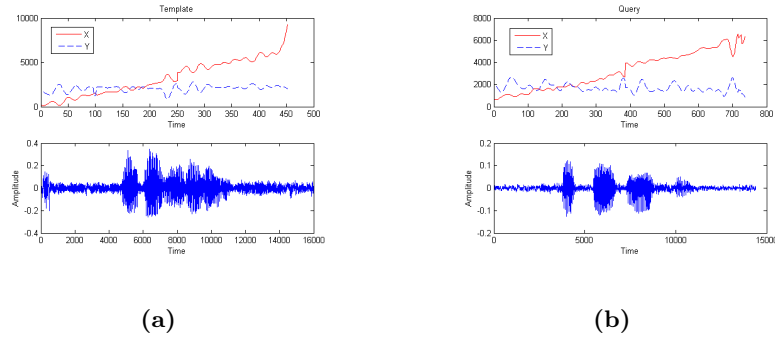 Template
10000
5000
0
X
Y
0 50 100 150 200 250 300 350 400 450 500
Time
0.4
0.2
0
-0.2
-0.4
Amplitude
0 2000 4000 6000 8000 10000 12000 14000 16000
Time
(a)
Query
8000
6000
4000
2000
0
X
Y
0 100 200 300 400 500 600 700 800
Time
0.2
0.1
0
-0.1
-0.2
Amplitude
0 5000 10000 15000
Time
(b)